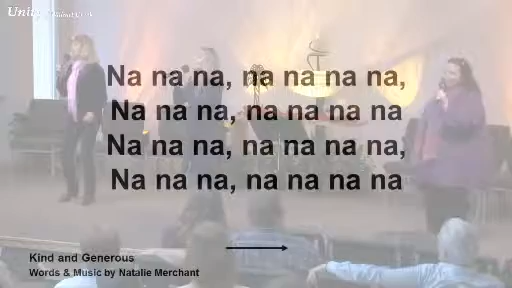 Unity
Na na na, na na na na,
Na na na, na na na na
Na na na, na na na na,
Na na na, na na na na
Kind and Generous
Words & Music by Natalie Merchant